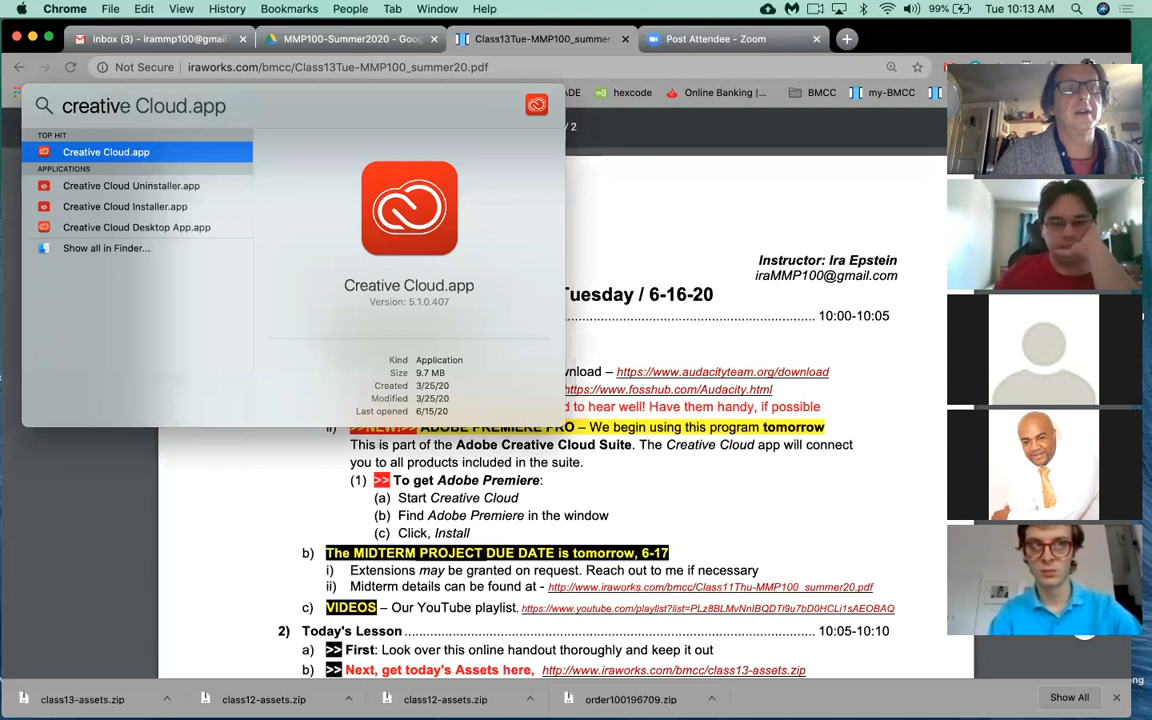 Chrome File Edit View History Bookmarks People Tab Window Help 99% Tue 10:13 AM
Inbox (3) - irammp100@gmail MMP100-Summer2020 - Goog Class13Tue-MMP100_summer. Post Attendee - Zoom
Not Secure iraworks.com/bmcc/Class13Tue-MMP100_summer20.pdf
hexcode Online Banking |... BMCC my-BMCC
creative Cloud.app
/ 2
TOP HIT
Creative Cloud.app
APPLICATIONS
Creative Cloud Uninstaller.app
Creative Cloud Installer.app
Creative Cloud Desktop App.app
Show all in Finder...
Creative Cloud.app
Version: 5.1.0.407
Kind Application
Size 9.7 MB
Created 3/25/20
Modified 3/25/20
Last opened 6/15/20
Instructor: Ira Epstein
iraMMP100@gmail.com
Tuesday / 6-16-20
10:00-10:05
wnload – https://www.audacityteam.org/download
https://www.fosshub.com/Audacity.html
d to hear well! Have them handy, if possible
ii) >>NEW!>> ADOBE PREMIERE PRO – We begin using this program tomorrow
This is part of the Adobe Creative Cloud Suite. The Creative Cloud app will connect
you to all products included in the suite.
(1) >> To get Adobe Premiere:
(a) Start Creative Cloud
(b) Find Adobe Premiere in the window
(c) Click, Install
b) The MIDTERM PROJECT DUE DATE is tomorrow, 6-17
i) Extensions may be granted on request. Reach out to me if necessary
ii) Midterm details can be found at - http://www.iraworks.com/bmcc/Class11Thu-MMP100_summer20.pdf
c) VIDEOS – Our YouTube playlist, https://www.youtube.com/playlist?list=PLz8BLMvNnIBQDTi9u7bD0HCLi1sAEOBAQ
2) Today's Lesson 10:05-10:10
a) >> First: Look over this online handout thoroughly and keep it out
b) >> Next, get today's Assets here, http://www.iraworks.com/bmcc/class13-assets.zip
class13-assets.zip class12-assets.zip class12-assets.zip order100196709.zip Show All